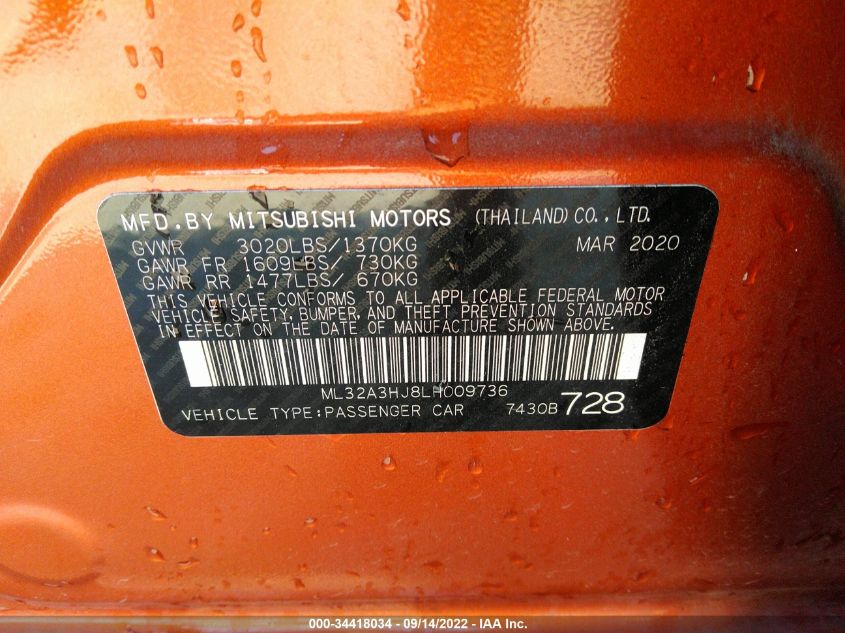 MFD.BY MITSUBISHI MOTORS (THAILAND)CO.,LTD.
GVWR 3020LBS/1370KG MAR 2020
GAWR FR 1609LBS/ 730KG
GAWR RR 1477LBS/ 670KG
THIS VEHICLE CONFORMS TO ALL APPLICABLE FEDERAL MOTOR
VEHICLE SAFETY, BUMPER, AND THEFT PREVENTION STANDARDS
IN EFFECT ON THE DATE OF MANUFACTURE SHOWN ABOVE.
ML32A3HJ8LH009736
VEHICLE TYPE:PASSENGER CAR 7430B 728
000-34418034 - 09/14/2022 - IAA Inc.